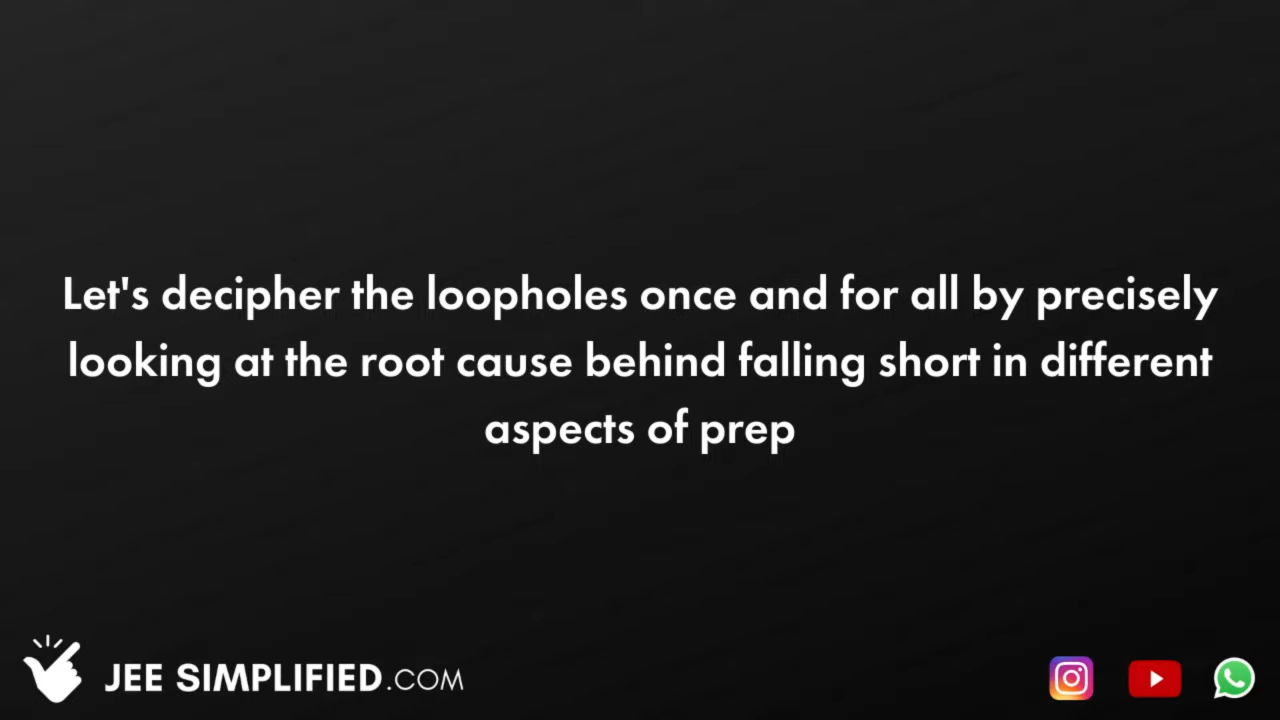 Let's decipher the loopholes once and for all by precisely
looking at the root cause behind falling short in different
aspects of prep
JEE SIMPLIFIED.COM